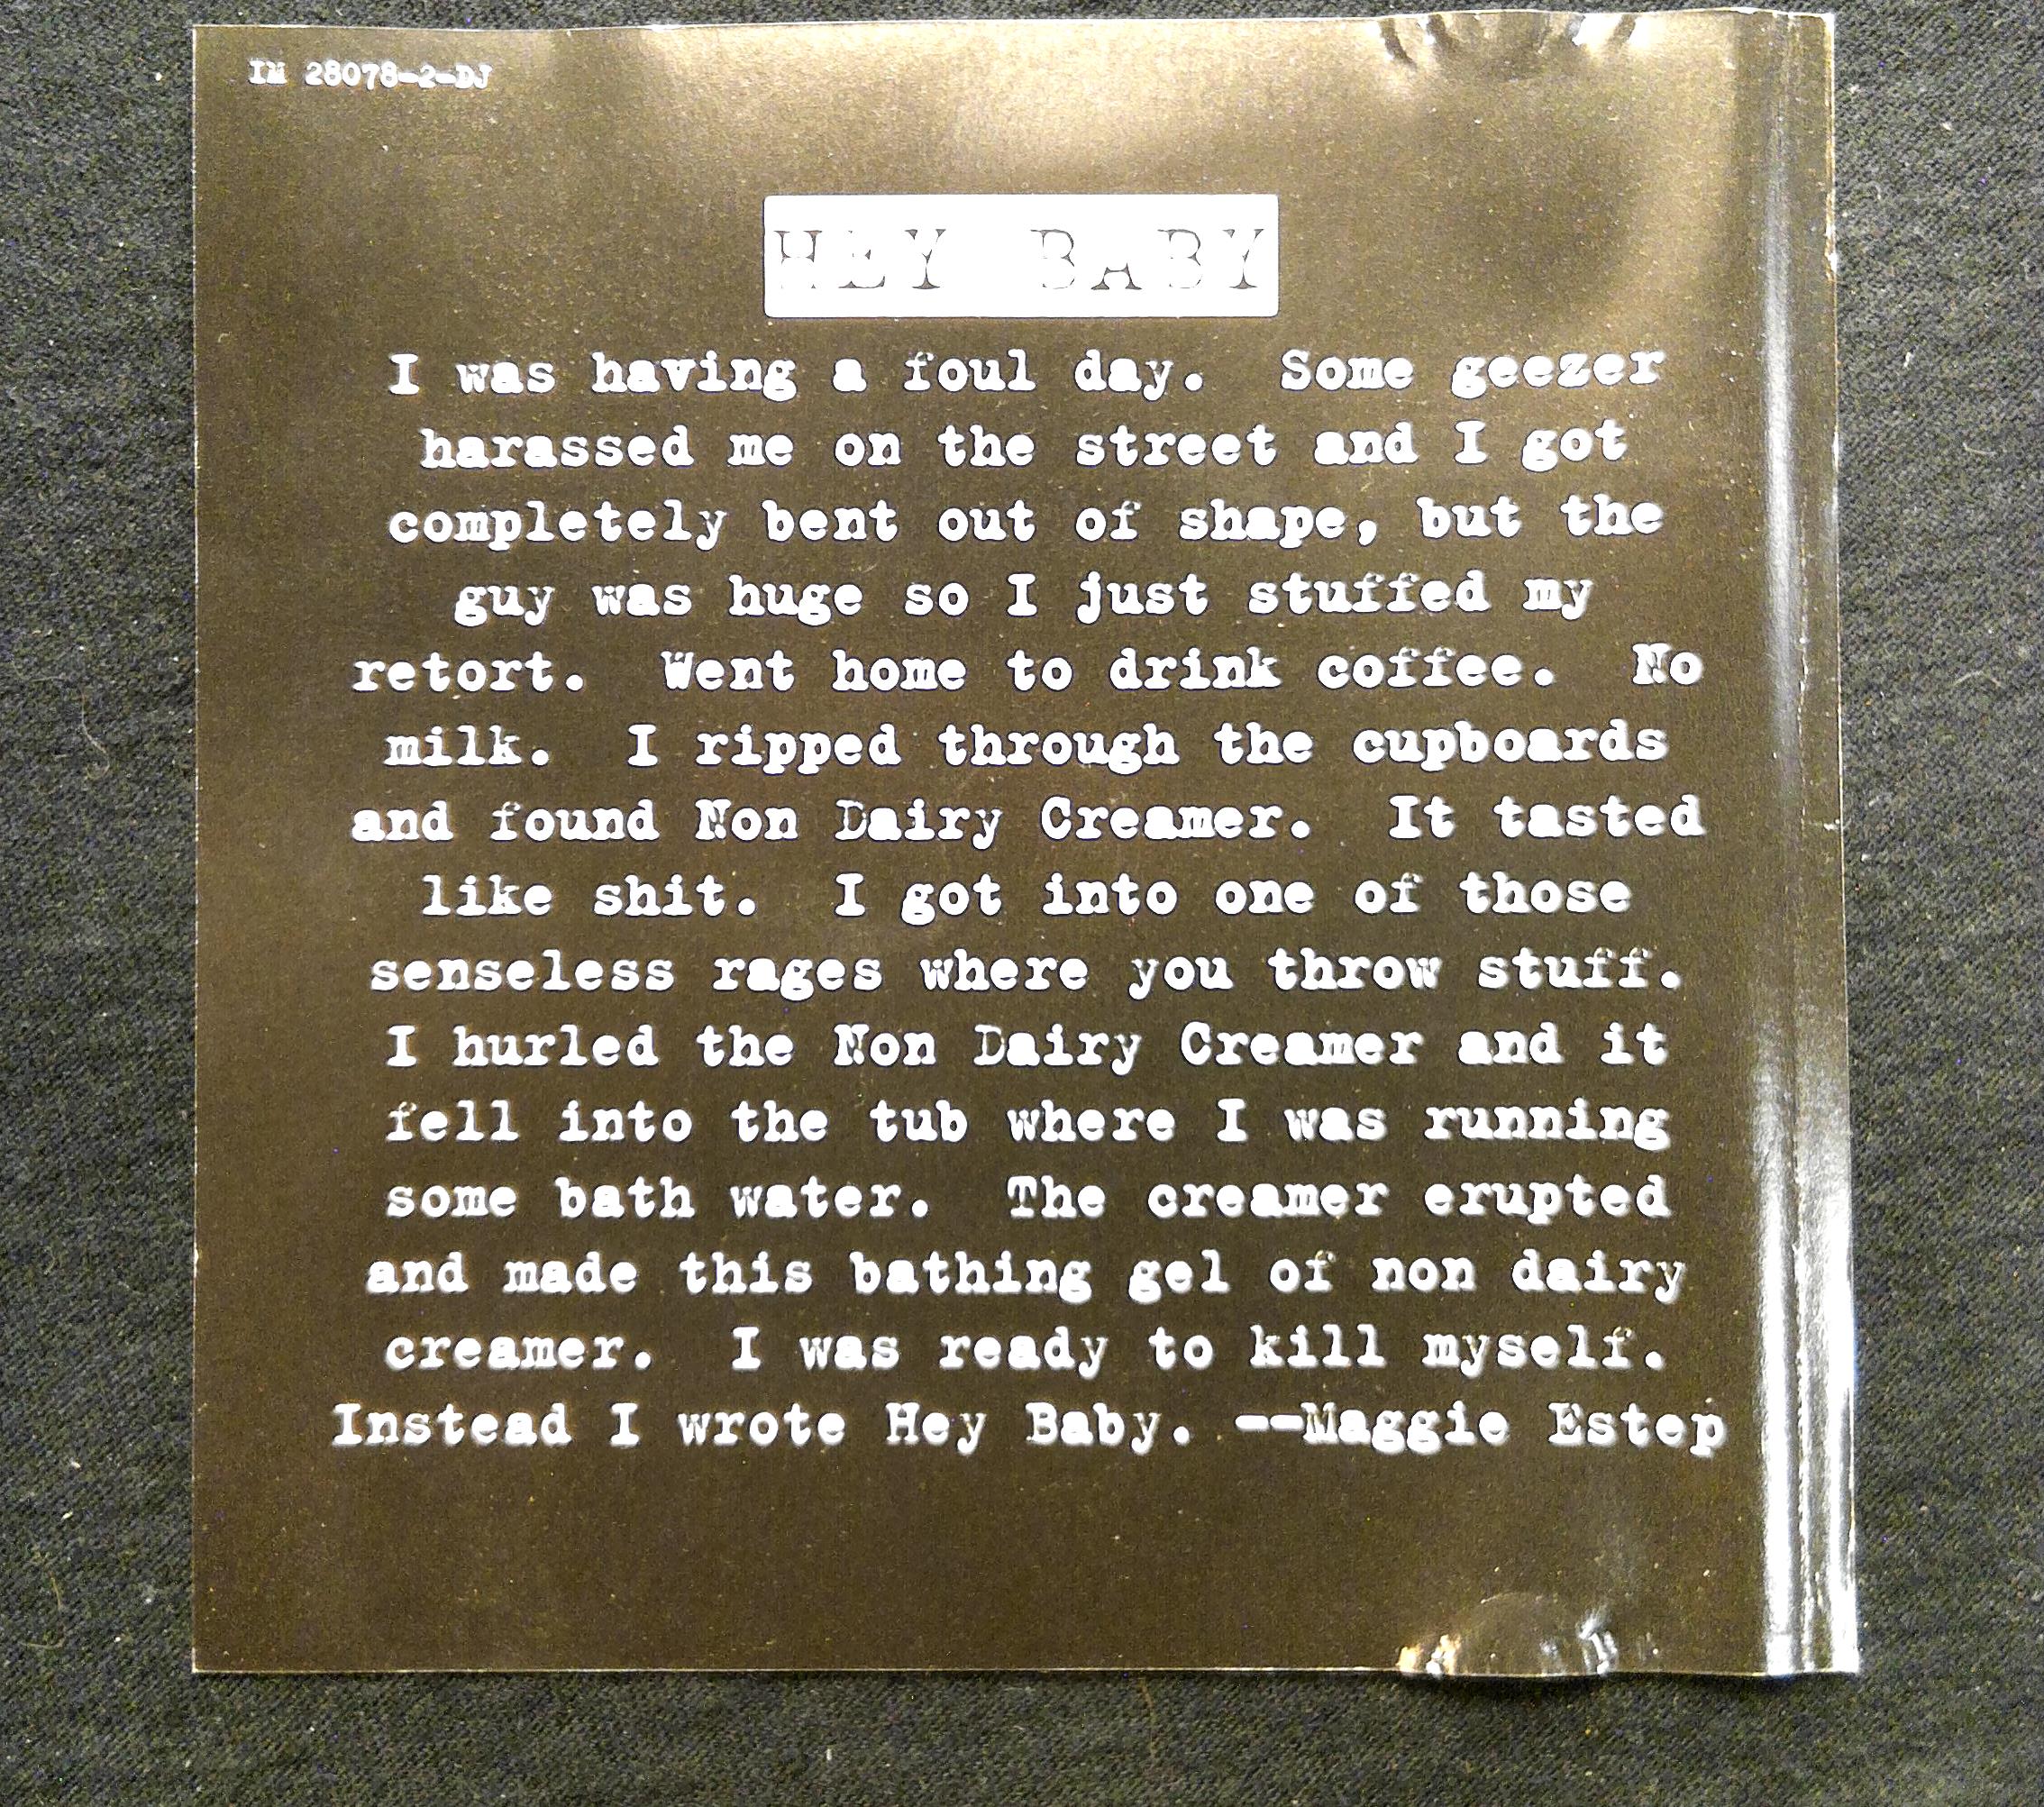 IM 28078-2-DJ
HEY BABY
I was having a foul day. Some geezer
harassed me on the street and I got
completely bent out of shape, but the
guy was huge so I just stuffed my
retort. Went home to drink coffee. No
milk. I ripped through the cupboards
and found Non Dairy Creamer. It tasted
like shit. I got into one of those
senseless rages where you throw stuff.
I hurled the Non Dairy Creamer and it
fell into the tub where I was running
some bath water. The creamer erupted
and made this bathing gel of non dairy
creamer. I was ready to kill myself.
Instead I wrote Hey Baby. --Maggie Estep